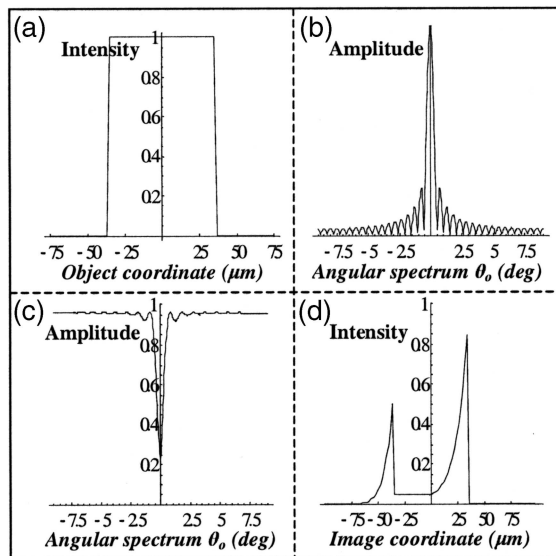 (a)
Intensity
1
0.8
0.6
0.4
0.2
-75 -50 -25 25 50 75
Object coordinate (μm)
(b)
Amplitude
-7.5 -5 -2.5 0 2.5 5 7.5
Angular spectrum θo (deg)
(c)
Amplitude
1
0.8
0.6
0.4
0.2
-7.5 -5 -2.5 0 2.5 5 7.5
Angular spectrum θo (deg)
(d)
Intensity
1
0.8
0.6
0.4
0.2
-75 -50 -25 0 25 50 75
Image coordinate (μm)